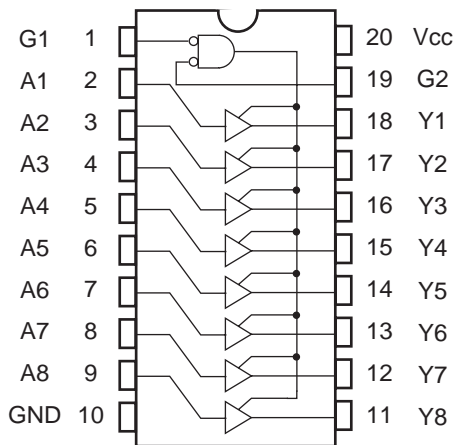 G1 1 20 Vcc
A1 2 19 G2
A2 3 18 Y1
A3 4 17 Y2
A4 5 16 Y3
A5 6 15 Y4
A6 7 14 Y5
A7 8 13 Y6
A8 9 12 Y7
GND 10 11 Y8